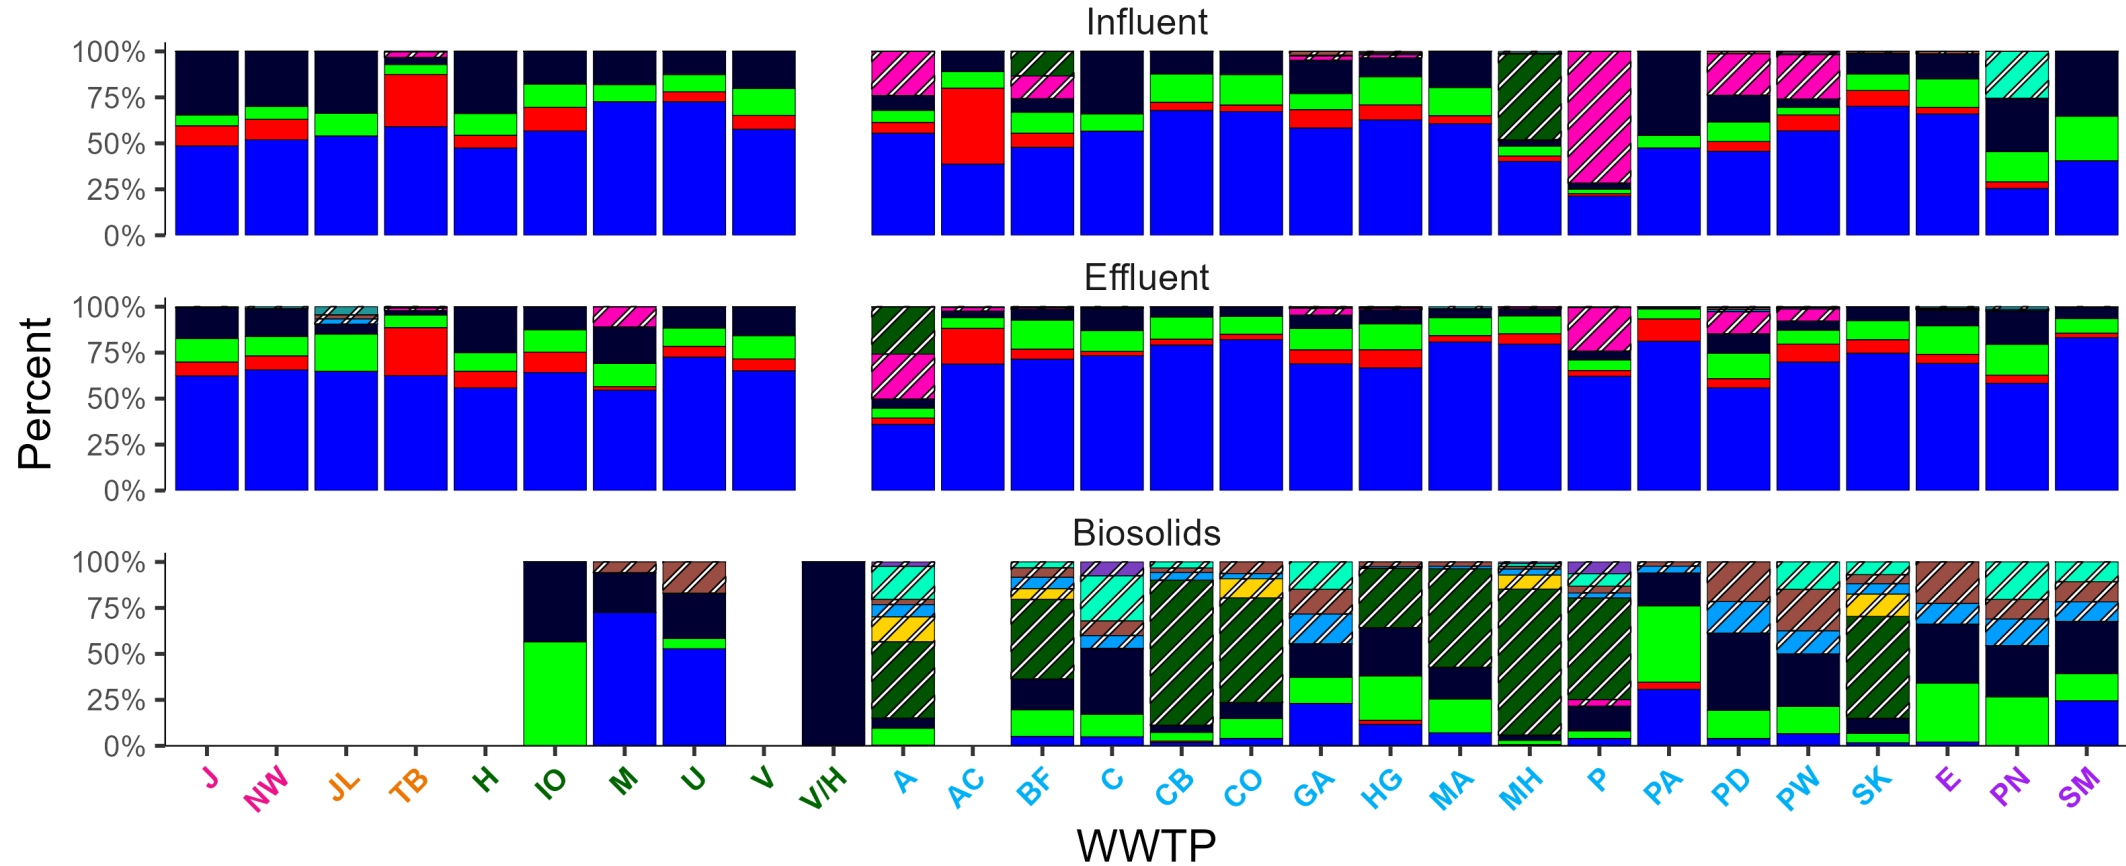 Influent
100%
75%
50%
25%
0%
Effluent
100%
75%
50%
25%
0%
Percent
Biosolids
100%
75%
50%
25%
0%
J NW JL TB H IO M U V V/H A AC BF C CB CO GA HG MA MH P PA PD PW SK E PN SM
WWTP